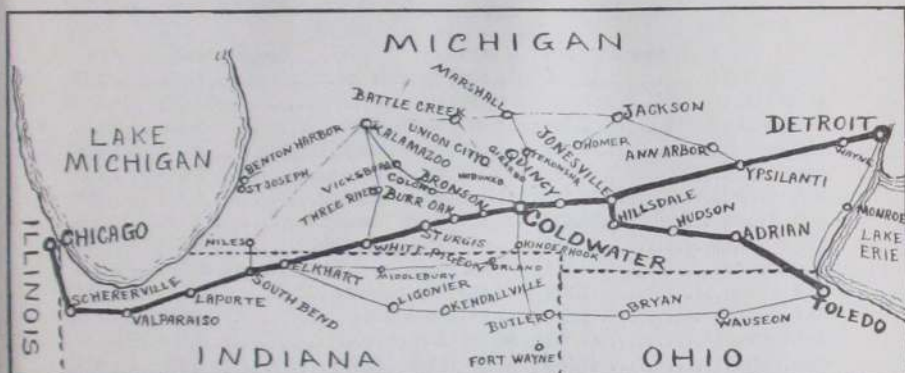 MICHIGAN
LAKE
MICHIGAN
BENTON HARBOR
ST JOSEPH
BATTLE CREEK
MARSHALL
JACKSON
HOMER
ANN ARBOR
DETROIT
WAYNE
YPSILANTI
KALAMAZOO
UNION CITY
GIRARD
TEKONSHA
JONESVILLE
QUINCY
VICKSBURG
COLON
THREE RIVERS
BRONSON
BURR OAK
STURGIS
COLDWATER
HILLSDALE
HUDSON
ADRIAN
MONROE
LAKE
ERIE
ILLINOIS
CHICAGO
NILES
WHITE PIGEON
ORLAND
KINDERHOOK
SCHERERVILLE
VALPARAISO
LAPORTE
SOUTH BEND
ELKHART
MIDDLEBURY
LIGONIER
KENDALLVILLE
BUTLER
BRYAN
WAUSEON
TOLEDO
INDIANA
FORT WAYNE
OHIO